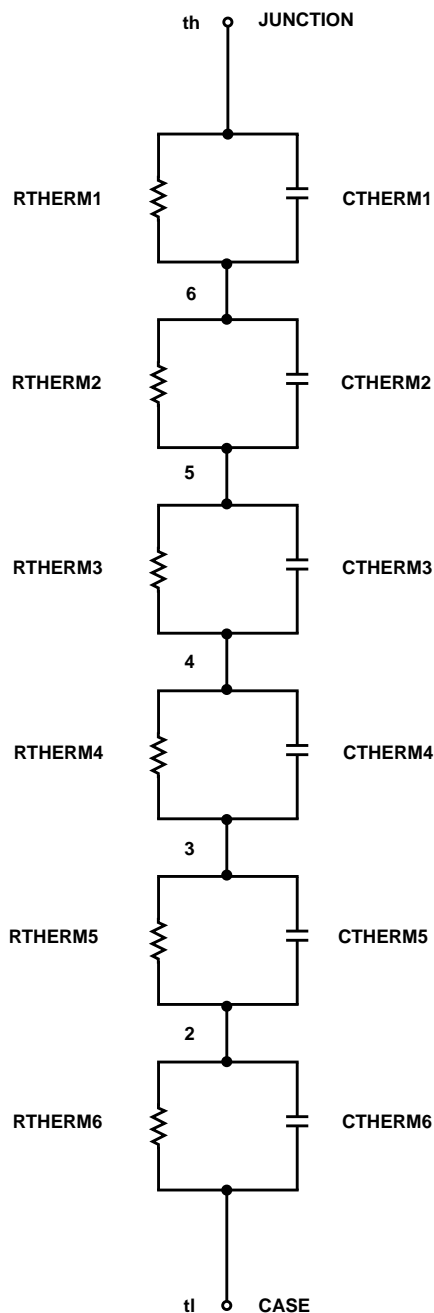 th JUNCTION
RTHERM1 CTHERM1
6
RTHERM2 CTHERM2
5
RTHERM3 CTHERM3
4
RTHERM4 CTHERM4
3
RTHERM5 CTHERM5
2
RTHERM6 CTHERM6
tl CASE